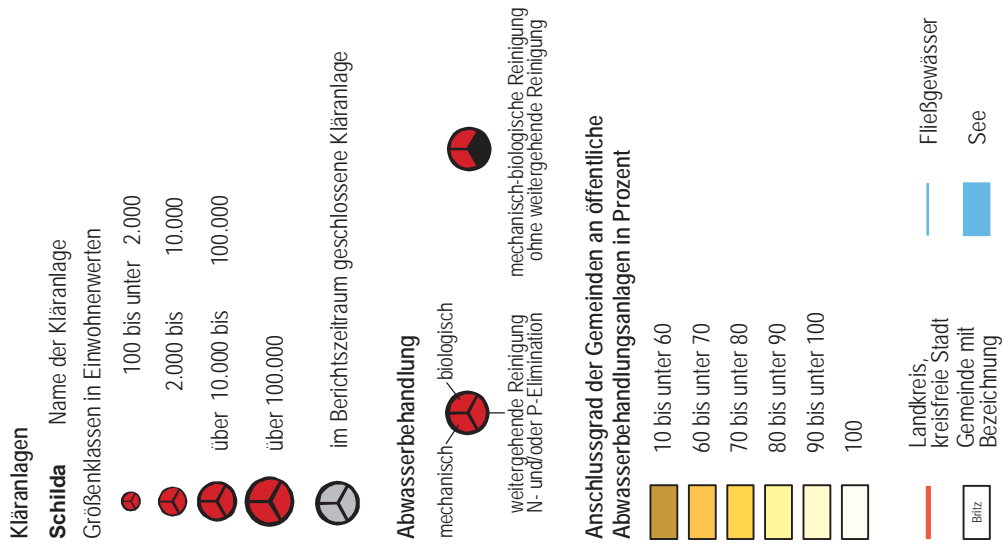 Kläranlagen
Schilda Name der Kläranlage
Größenklassen in Einwohnerwerten
100 bis unter 2.000
2.000 bis 10.000
über 10.000 bis 100.000
über 100.000
im Berichtszeitraum geschlossene Kläranlage
Abwasserbehandlung
mechanisch
biologisch
weitergehende Reinigung
N- und/oder P-Elimination
mechanisch-biologische Reinigung
ohne weitergehende Reinigung
Anschlussgrad der Gemeinden an öffentliche
Abwasserbehandlungsanlagen in Prozent
10 bis unter 60
60 bis unter 70
70 bis unter 80
80 bis unter 90
90 bis unter 100
100
Landkreis,
kreisfreie Stadt
Britz
Gemeinde mit
Bezeichnung
Fließgewässer
See